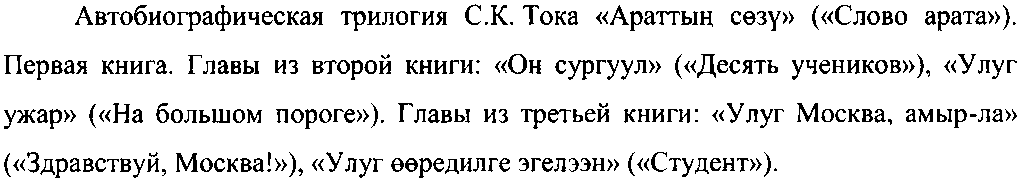 Автобиографическая трилогия С.К. Тока «Араттың сөзү» («Слово арата»).
Первая книга. Главы из второй книги: «Он сургуул» («Десять учеников»), «Улуг
ужар» («На большом пороге»). Главы из третьей книги: «Улуг Москва, амыр-ла»
(«Здравствуй, Москва!»), «Улуг өөредилге эгелээн» («Студент»).